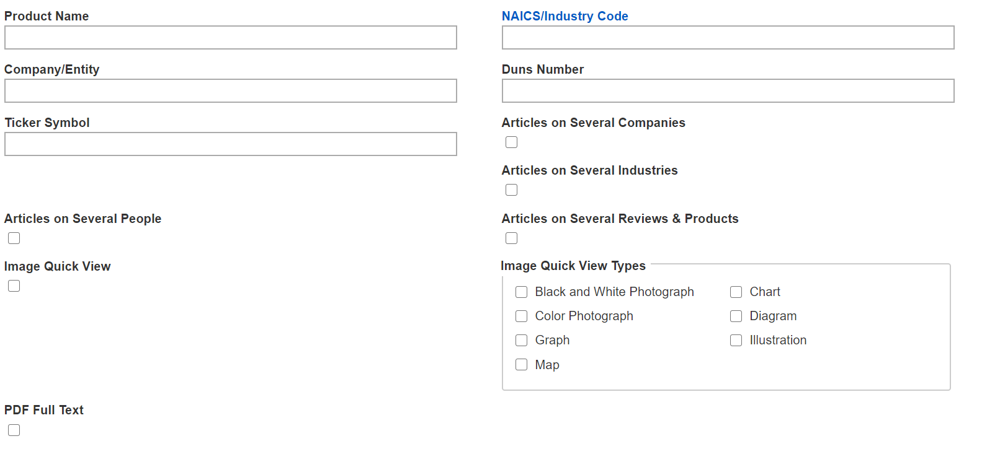 Product Name
NAICS/Industry Code
Company/Entity
Duns Number
Ticker Symbol
Articles on Several Companies
Articles on Several Industries
Articles on Several People
Articles on Several Reviews & Products
Image Quick View
Image Quick View Types
Black and White Photograph
Chart
Color Photograph
Diagram
Graph
Illustration
Map
PDF Full Text